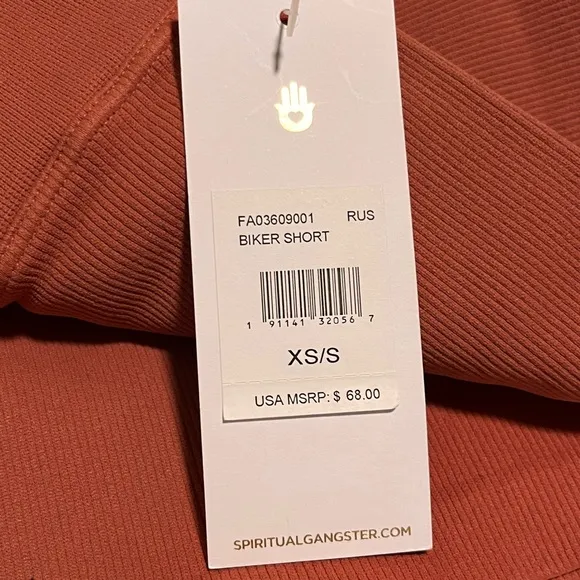 FA03609001 RUS
BIKER SHORT
1 91141 32056 7
XS/S
USA MSRP: $ 68.00
SPIRITUALGANGSTER.COM